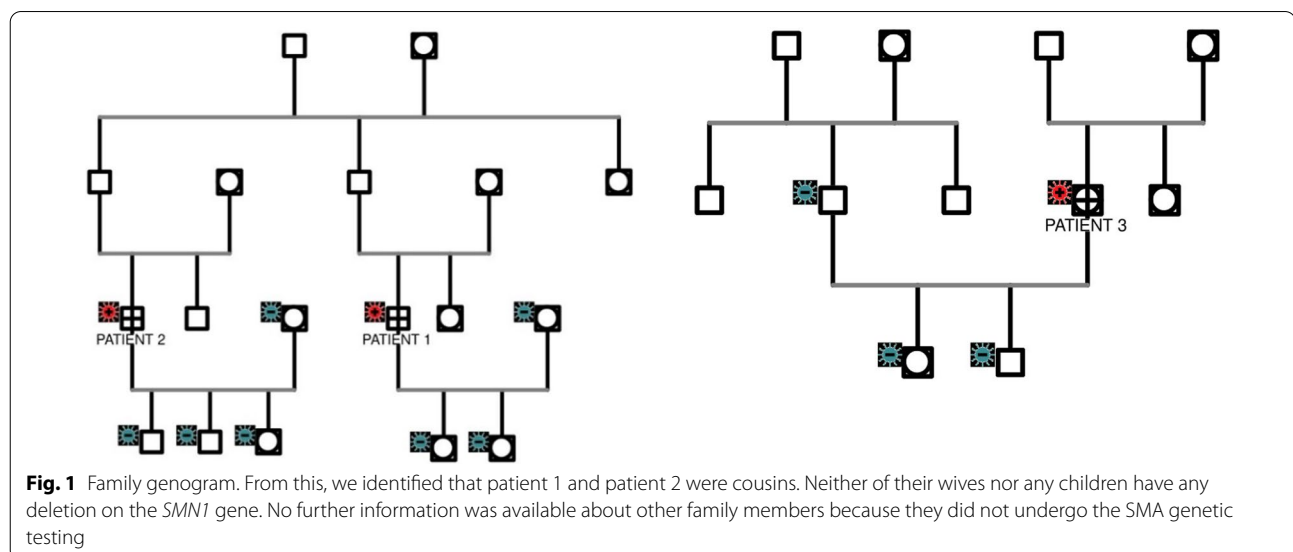 PATIENT 3
PATIENT 2
PATIENT 1
Fig. 1 Family genogram. From this, we identified that patient 1 and patient 2 were cousins. Neither of their wives nor any children have any
deletion on the SMN1 gene. No further information was available about other family members because they did not undergo the SMA genetic
testing